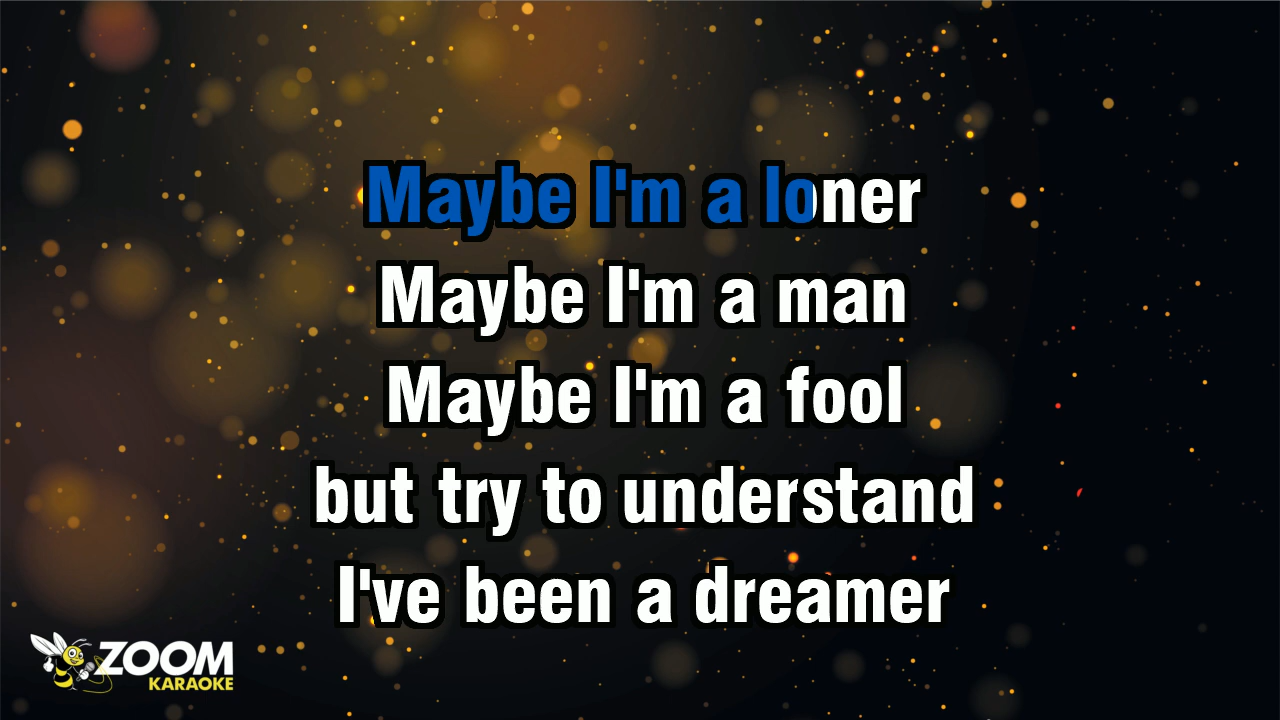 Maybe I'm a loner
Maybe I'm a man
Maybe I'm a fool
but try to understand
I've been a dreamer
ZOOM
KARAOKE